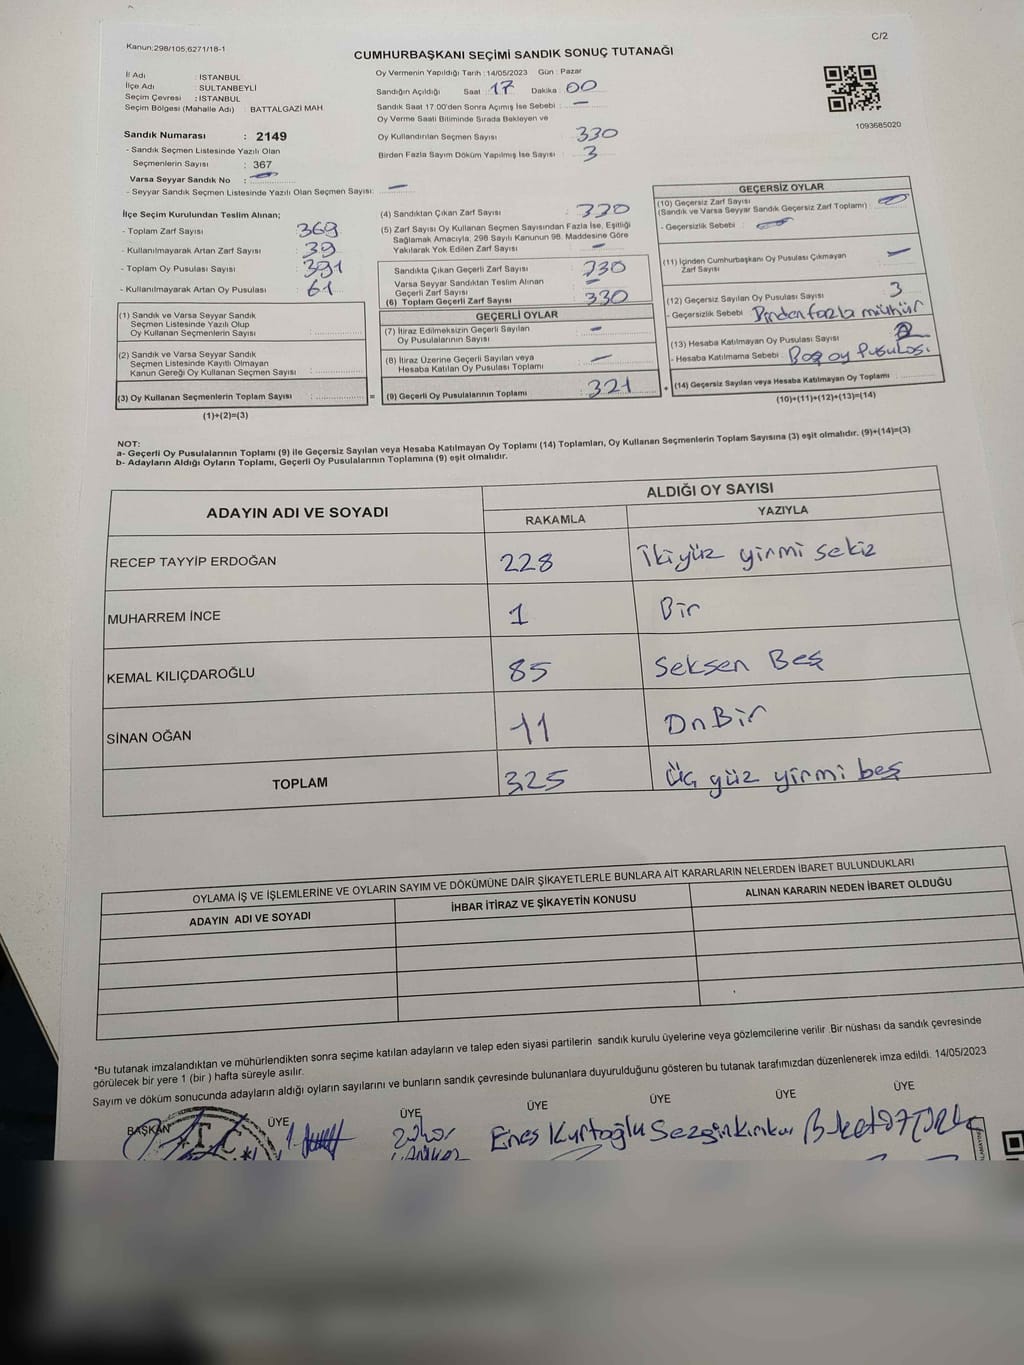 Kanun:298/105,6271/18-1
C/2
CUMHURBAŞKANI SEÇİMİ SANDIK SONUÇ TUTANAĞI
İl Adı : İSTANBUL
İlçe Adı : SULTANBEYLİ
Seçim Çevresi : İSTANBUL
Seçim Bölgesi (Mahalle Adı) : BATTALGAZİ MAH
Oy Vermenin Yapıldığı Tarih : 14/05/2023 Gün : Pazar
Sandığın Açıldığı Saat : 17 Dakika : 00
Sandık Saat 17.00'den Sonra Açımış İse Sebebi : —
Oy Verme Saati Bitiminde Sırada Bekleyen ve
Oy Kullandırılan Seçmen Sayısı : 330
Birden Fazla Sayım Döküm Yapılmış İse Sayısı : 3
1093685020
Sandık Numarası : 2149
- Sandık Seçmen Listesinde Yazılı Olan
Seçmenlerin Sayısı : 367
Varsa Seyyar Sandık No :
- Seyyar Sandık Seçmen Listesinde Yazılı Olan Seçmen Sayısı: —
İlçe Seçim Kurulundan Teslim Alınan;
- Toplam Zarf Sayısı : 369
- Kullanılmayarak Artan Zarf Sayısı : 39
- Toplam Oy Pusulası Sayısı : 391
- Kullanılmayarak Artan Oy Pusulası : 61
(1) Sandık ve Varsa Seyyar Sandık
Seçmen Listesinde Yazılı Olup
Oy Kullanan Seçmenlerin Sayısı :
(2) Sandık ve Varsa Seyyar Sandık
Seçmen Listesinde Kayitli Olmayan
Kanun Gereği Oy Kullanan Seçmen Sayısı :
(3) Oy Kullanan Seçmenlerin Toplam Sayısı : =
(1)+(2)=(3)
(4) Sandıktan Çıkan Zarf Sayısı : 330
(5) Zarf Sayısı Oy Kullanan Seçmen Sayısından Fazla İse, Eşitliği
Sağlamak Amacıyla; 298 Sayılı Kanunun 98. Maddesine Göre
Yakılarak Yok Edilen Zarf Sayısı : —
Sandıkta Çıkan Geçerli Zarf Sayısı : 330
Varsa Seyyar Sandıktan Teslim Alınan
Geçerli Zarf Sayısı : —
(6) Toplam Geçerli Zarf Sayısı : 330
GEÇERLİ OYLAR
(7) İtiraz Edilmeksizin Geçerli Sayılan
Oy Pusulasının Sayısı : —
(8) İtiraz Üzerine Geçerli Sayılan veya
Hesaba Katılan Oy Pusulası Toplamı : —
(9) Geçerli Oy Pusulalarının Toplamı : 321 +
GEÇERSİZ OYLAR
(10) Geçersiz Zarf Sayısı
(Sandık ve Varsa Seyyar Sandık Geçersiz Zarf Toplamı) :
- Geçersizlik Sebebi :
(11) İçinden Cumhurbaşkanı Oy Pusulası Çıkmayan
Zarf Sayısı : —
(12) Geçersiz Sayılan Oy Pusulası Sayısı : 3
- Geçersizlik Sebebi : Birden fazla mühür
(13) Hesaba Katılmayan Oy Pusulası Sayısı :
- Hesaba Katılmama Sebebi : Boş oy Pusulası.
(14) Geçersiz Sayılan veya Hesaba Katılmayan Oy Toplamı :
(10)+(11)+(12)+(13)=(14)
NOT:
a- Geçerli Oy Pusulalarının Toplamı (9) ile Geçersiz Sayılan veya Hesaba Katılmayan Oy Toplamı (14) Toplamları, Oy Kullanan Seçmenlerin Toplam Sayısına (3) eşit olmalıdır. (9)+(14)=(3)
b- Adayların Aldığı Oyların Toplamı, Geçerli Oy Pusulalarının Toplamına (9) eşit olmalıdır.
ADAYIN ADI VE SOYADI
ALDIĞI OY SAYISI
RAKAMLA YAZIYLA
RECEP TAYYİP ERDOĞAN 228 İkiyüz yirmi sekiz
MUHARREM İNCE 1 Bir
KEMAL KILIÇDAROĞLU 85 Seksen Beş
SİNAN OĞAN 11 OnBir
TOPLAM 325 Üç yüz yirmi beş
OYLAMA İŞ VE İŞLEMLERİNE VE OYLARIN SAYIM VE DÖKÜMÜNE DAİR ŞİKAYETLERLE BUNLARA AİT KARARLARIN NELERDEN İBARET BULUNDUKLARI
ADAYIN ADI VE SOYADI İHBAR İTİRAZ VE ŞİKAYETİN KONUSU ALINAN KARARIN NEDEN İBARET OLDUĞU
*Bu tutanak imzalandıktan ve mühürlendikten sonra seçime katılan adayların ve talep eden siyasi partilerin sandık kurulu üyelerine veya gözlemcilerine verilir .Bir nüshası da sandık çevresinde
görülecek bir yere 1 (bir ) hafta süreyle asılır.
Sayım ve döküm sonucunda adayların aldığı oyların sayılarını ve bunların sandık çevresinde bulunanlara duyurulduğunu gösteren bu tutanak tarafımızdan düzenlenerek imza edildi. 14/05/2023
BAŞKAN ÜYE ÜYE ÜYE ÜYE ÜYE ÜYE
T.C.
Enes Kurtoğlu